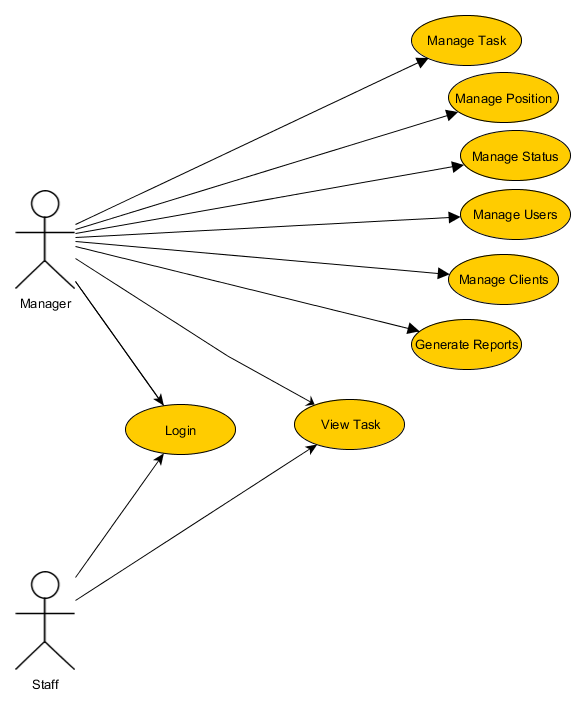 Manage Task
Manage Position
Manage Status
Manage Users
Manage Clients
Manager
Generate Reports
View Task
Login
Staff